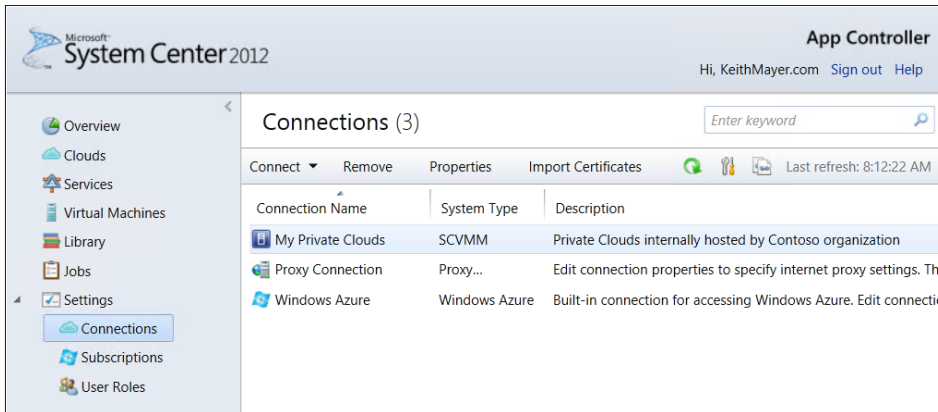 Microsoft
System Center 2012
App Controller
Hi, KeithMayer.com Sign out Help
Overview
Clouds
Services
Virtual Machines
Library
Jobs
Settings
Connections
Subscriptions
User Roles
Connections (3)
Enter keyword
Connect Remove Properties Import Certificates Last refresh: 8:12:22 AM
Connection Name System Type Description
My Private Clouds SCVMM Private Clouds internally hosted by Contoso organization
Proxy Connection Proxy... Edit connection properties to specify internet proxy settings. Th
Windows Azure Windows Azure Built-in connection for accessing Windows Azure. Edit connecti